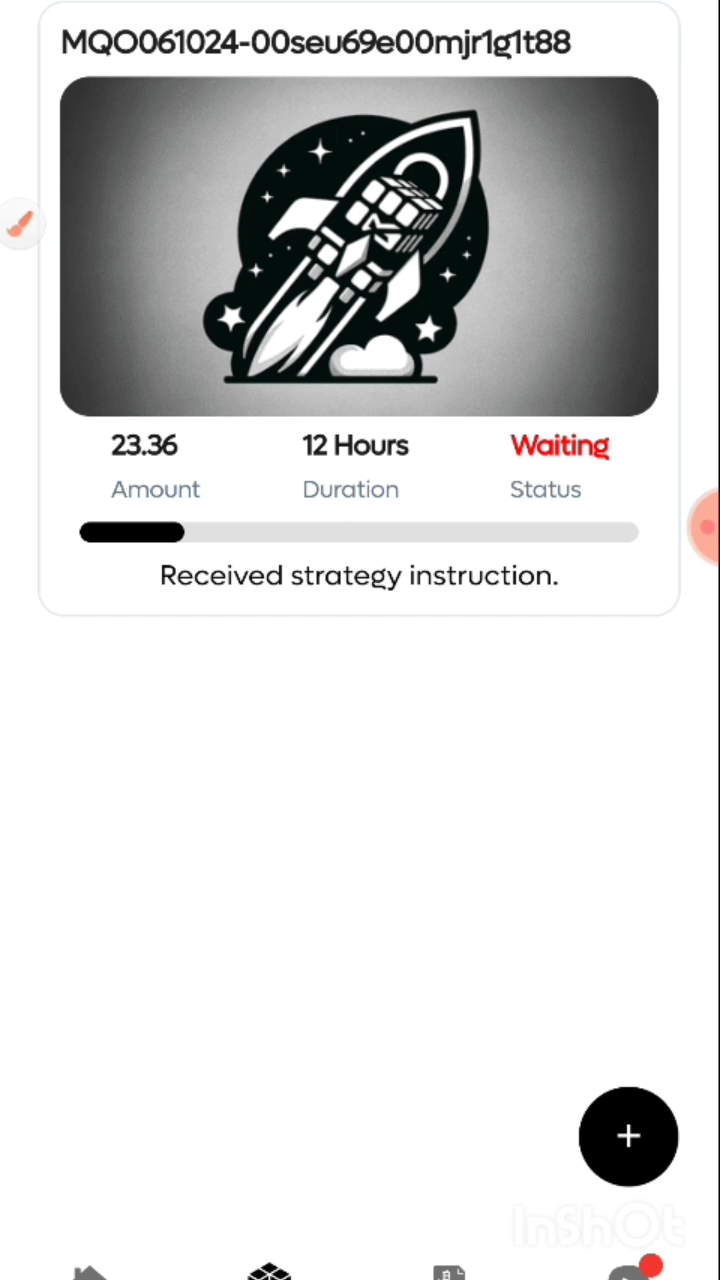 MQO061024-00seu69e00mjr1g1t88
23.36 12 Hours Waiting
Amount Duration Status
Received strategy instruction.
+
InShOt